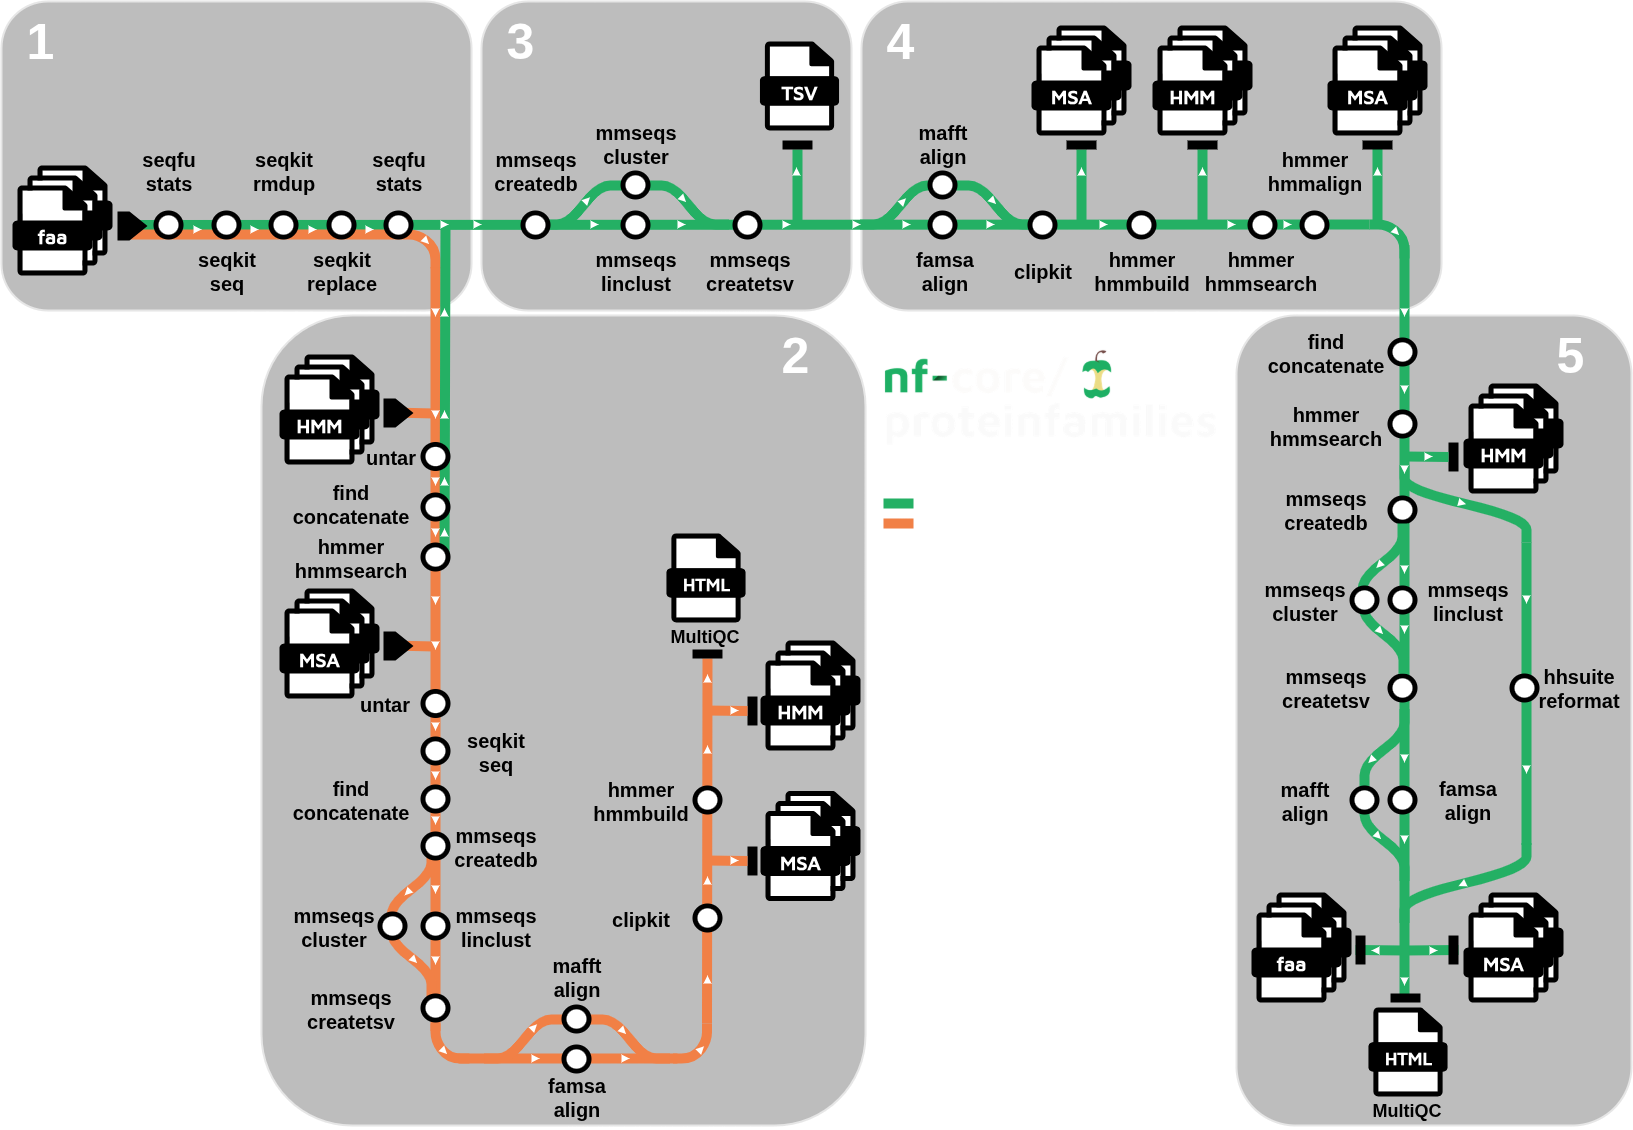 1
faa
seqfu
stats
seqkit
rmdup
seqfu
stats
seqkit
seq
seqkit
replace
3
TSV
mmseqs
createdb
mmseqs
cluster
mmseqs
linclust
mmseqs
createtsv
4
MSA
HMM
MSA
mafft
align
hmmer
hmmalign
famsa
align
clipkit
hmmer
hmmbuild
hmmer
hmmsearch
2
HMM
untar
find
concatenate
hmmer
hmmsearch
MSA
untar
seqkit
seq
find
concatenate
mmseqs
createdb
mmseqs
cluster
mmseqs
linclust
mmseqs
createtsv
mafft
align
famsa
align
clipkit
MSA
hmmer
hmmbuild
HMM
HTML
MultiQC
nf-core/
proteinfamilies
5
find
concatenate
hmmer
hmmsearch
HMM
mmseqs
createdb
mmseqs
cluster
mmseqs
linclust
mmseqs
createtsv
hhsuite
reformat
mafft
align
famsa
align
faa
MSA
HTML
MultiQC